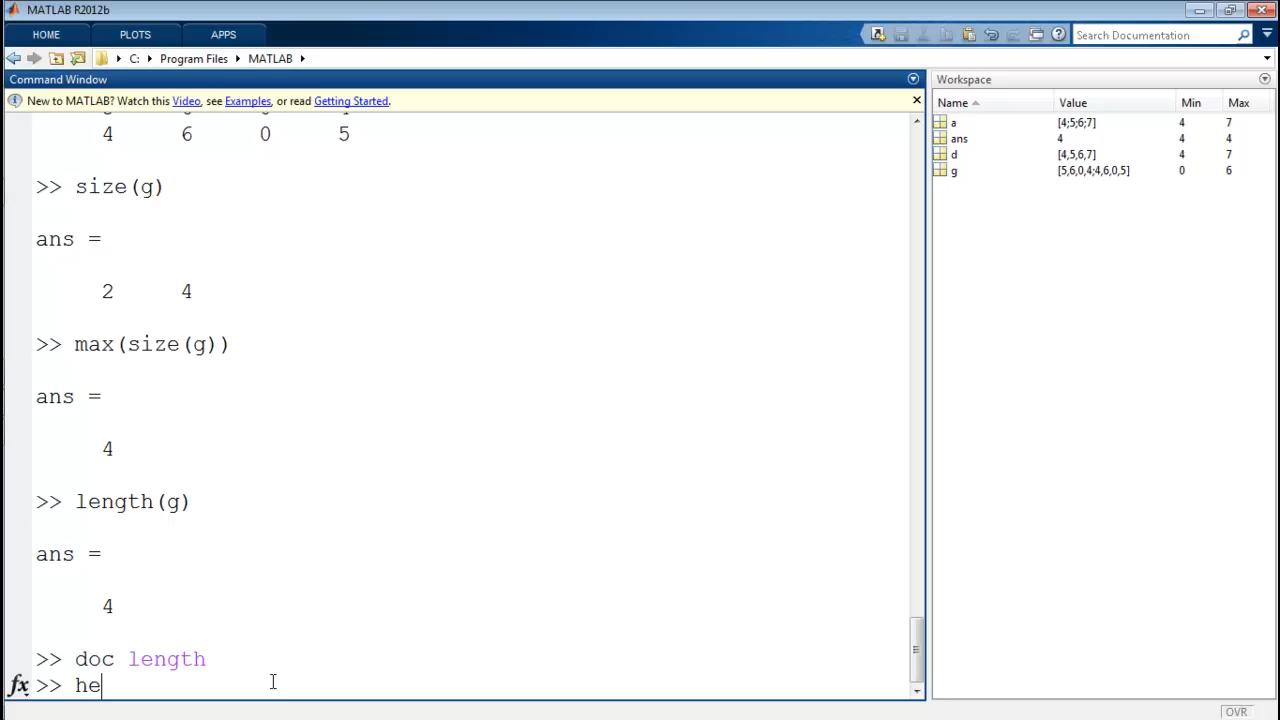 MATLAB R2012b
HOME PLOTS APPS Search Documentation
C: Program Files MATLAB
Command Window
New to MATLAB? Watch this Video, see Examples, or read Getting Started.
4 6 0 5
>> size(g)
ans =
2 4
>> max(size(g))
ans =
4
>> length(g)
ans =
4
>> doc length
fx >> he
Workspace
Name Value Min Max
a [4;5;6;7] 4 7
ans 4 4 4
d [4,5,6,7] 4 7
g [5,6,0,4;4,6,0,5] 0 6
OVR